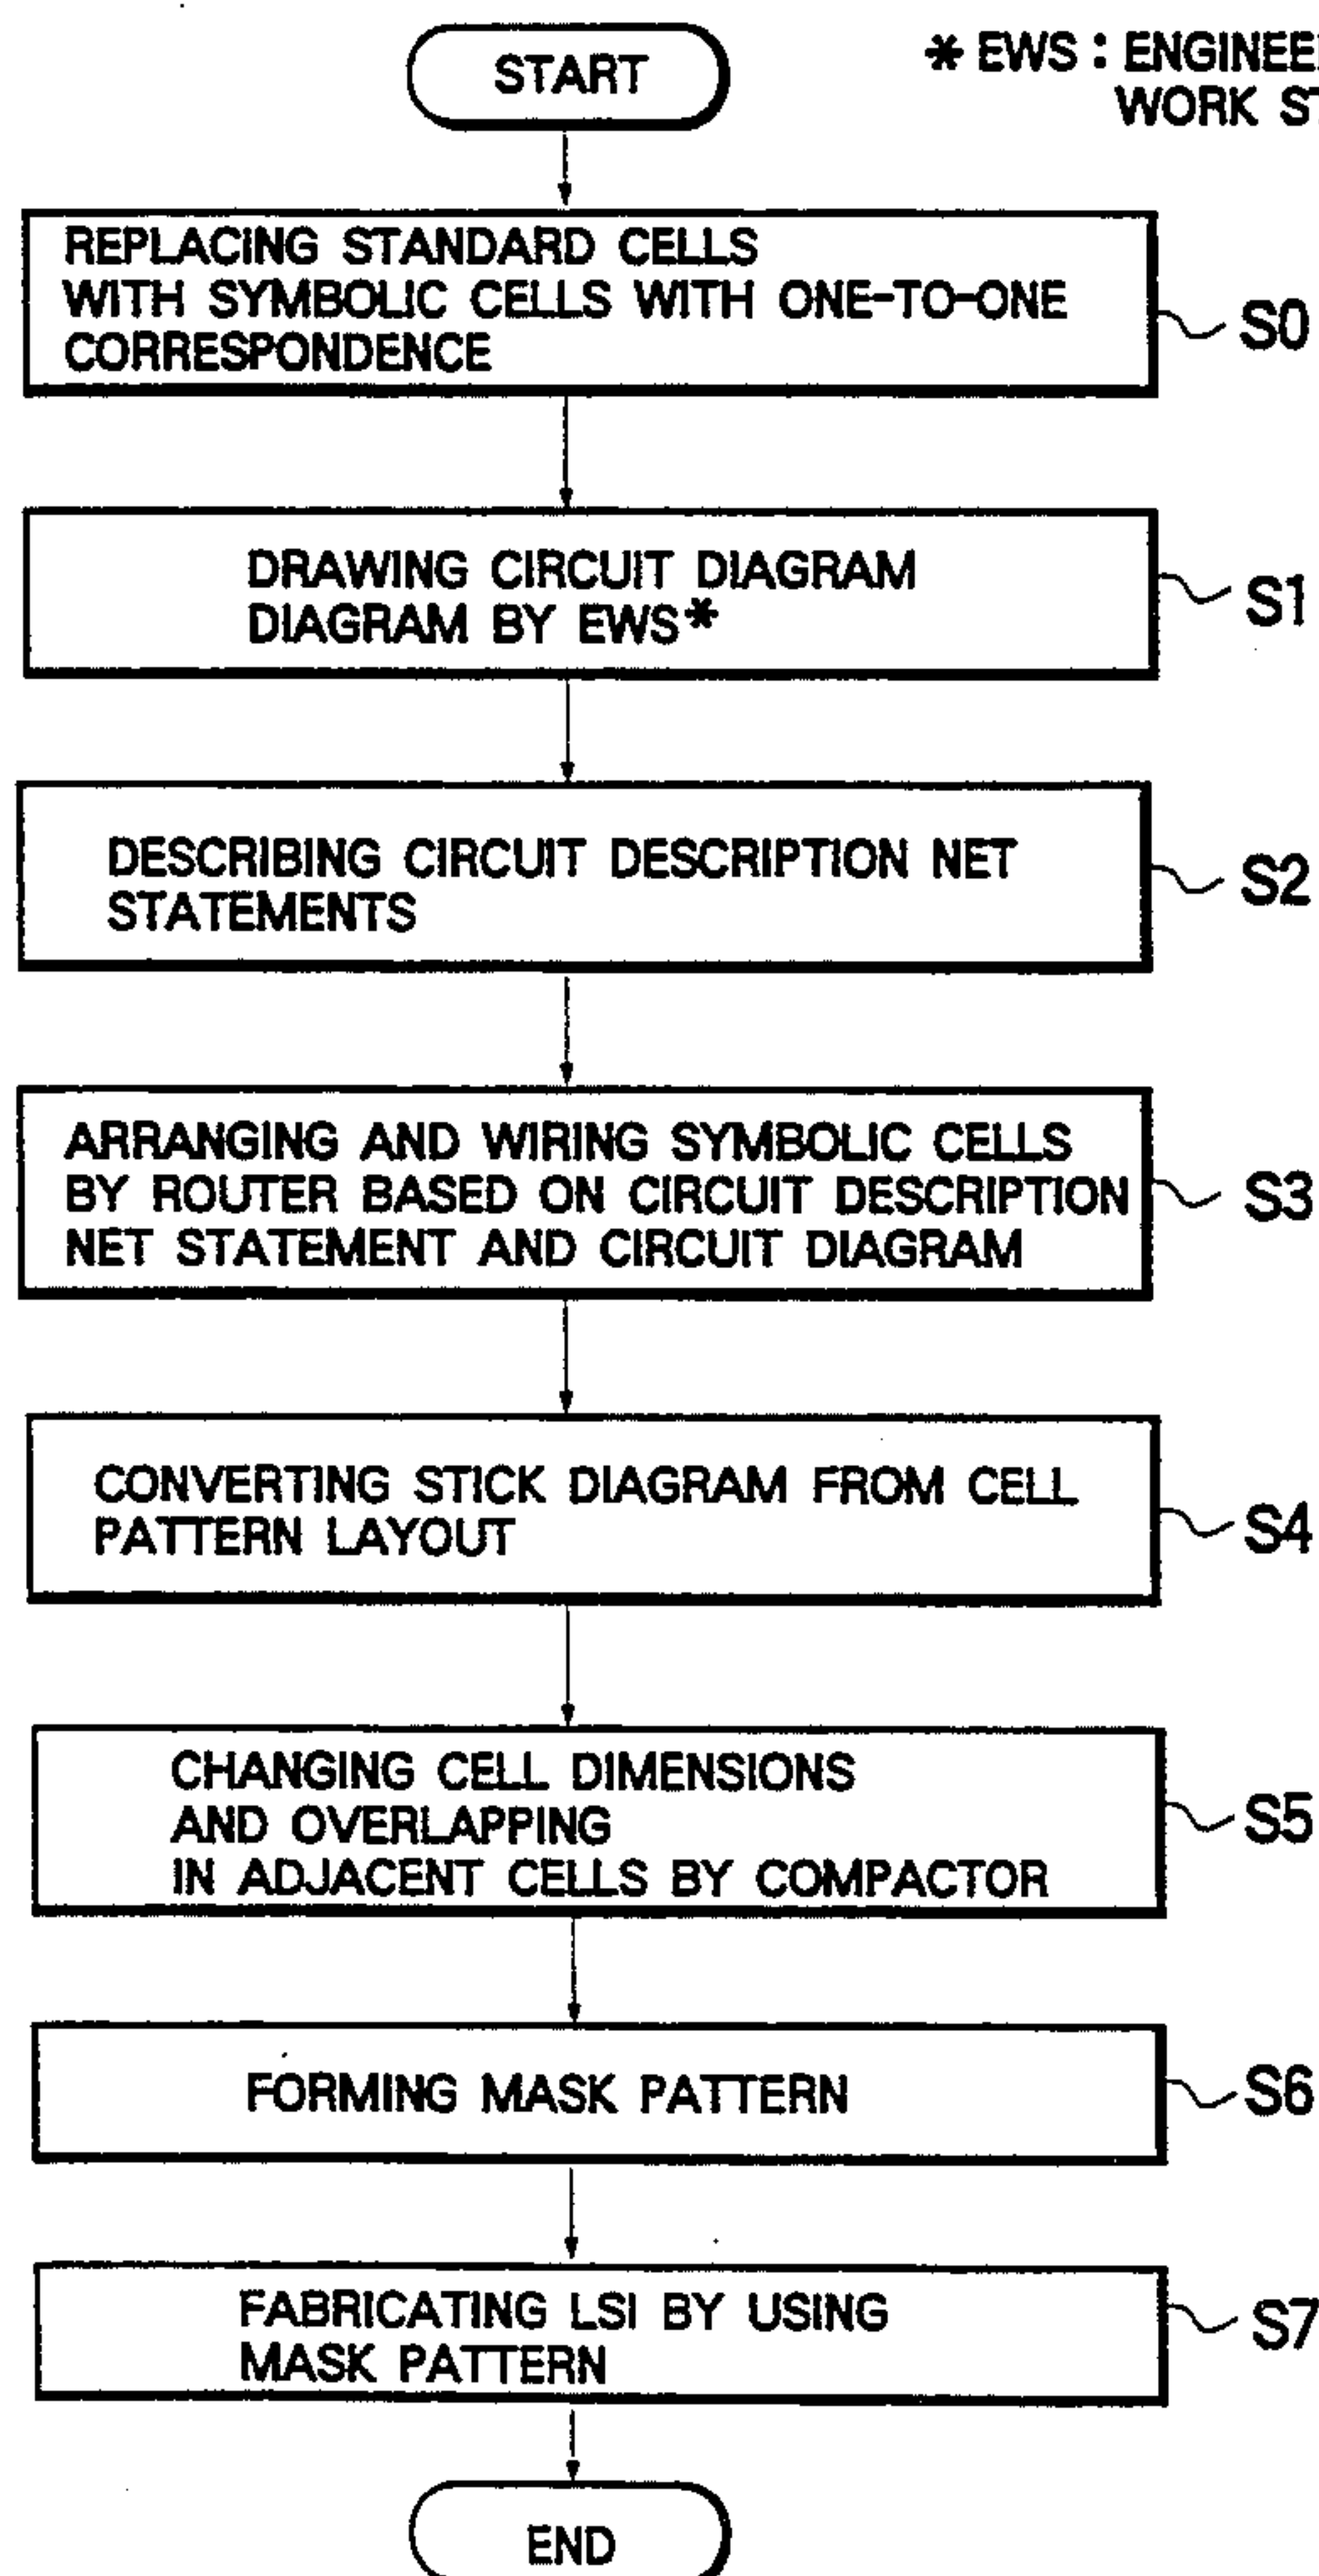 START
* EWS : ENGINEE
WORK ST
REPLACING STANDARD CELLS
WITH SYMBOLIC CELLS WITH ONE-TO-ONE
CORRESPONDENCE
S0
DRAWING CIRCUIT DIAGRAM
DIAGRAM BY EWS*
S1
DESCRIBING CIRCUIT DESCRIPTION NET
STATEMENTS
S2
ARRANGING AND WIRING SYMBOLIC CELLS
BY ROUTER BASED ON CIRCUIT DESCRIPTION
NET STATEMENT AND CIRCUIT DIAGRAM
S3
CONVERTING STICK DIAGRAM FROM CELL
PATTERN LAYOUT
S4
CHANGING CELL DIMENSIONS
AND OVERLAPPING
IN ADJACENT CELLS BY COMPACTOR
S5
FORMING MASK PATTERN
S6
FABRICATING LSI BY USING
MASK PATTERN
S7
END